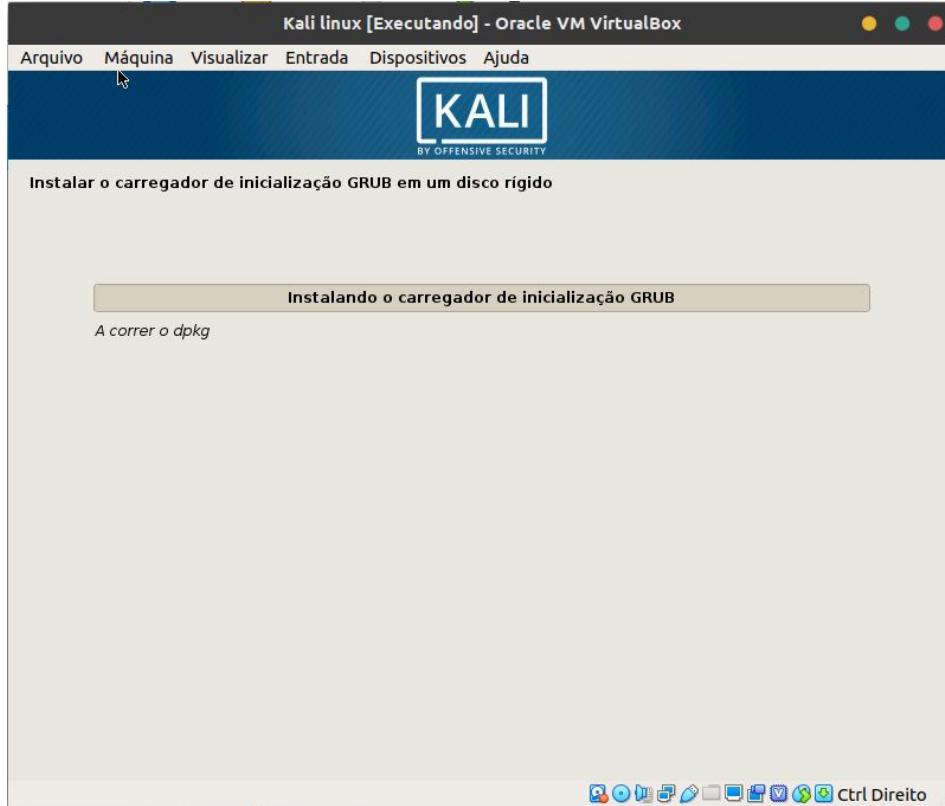 Kali linux [Executando] - Oracle VM VirtualBox
Arquivo Máquina Visualizar Entrada Dispositivos Ajuda
KALI
BY OFFENSIVE SECURITY
Instalar o carregador de inicialização GRUB em um disco rígido
Instalando o carregador de inicialização GRUB
A correr o dpkg
Ctrl Direito